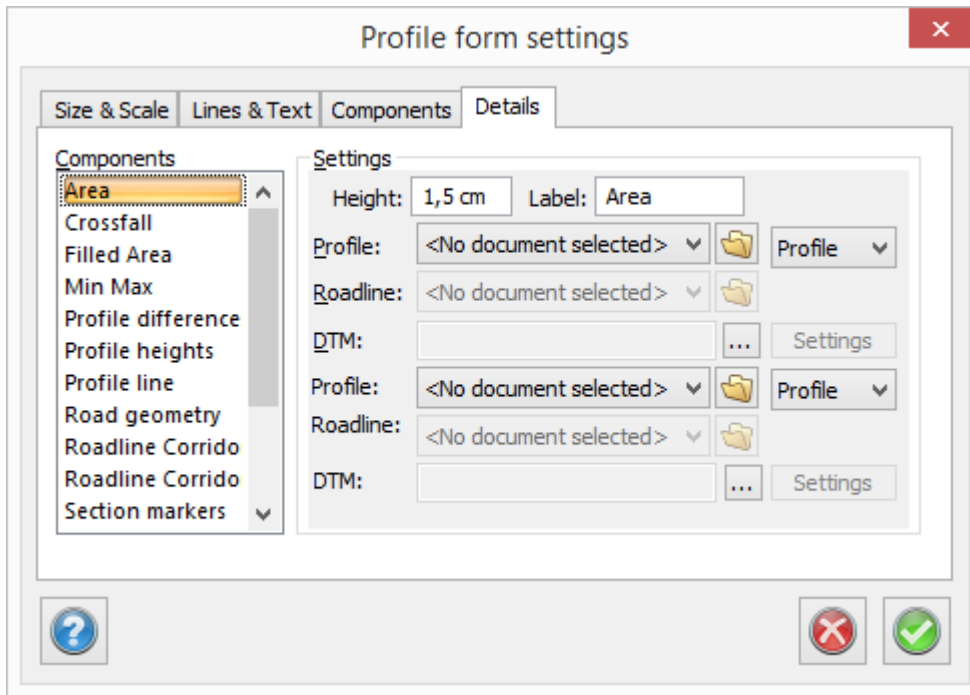 Profile form settings
Size & Scale Lines & Text Components Details
Components
Area
Crossfall
Filled Area
Min Max
Profile difference
Profile heights
Profile line
Road geometry
Roadline Corrido
Roadline Corrido
Section markers
Settings
Height: 1,5 cm Label: Area
Profile: <No document selected> Profile
Roadline: <No document selected>
DTM: ... Settings
Profile: <No document selected> Profile
Roadline: <No document selected>
DTM: ... Settings